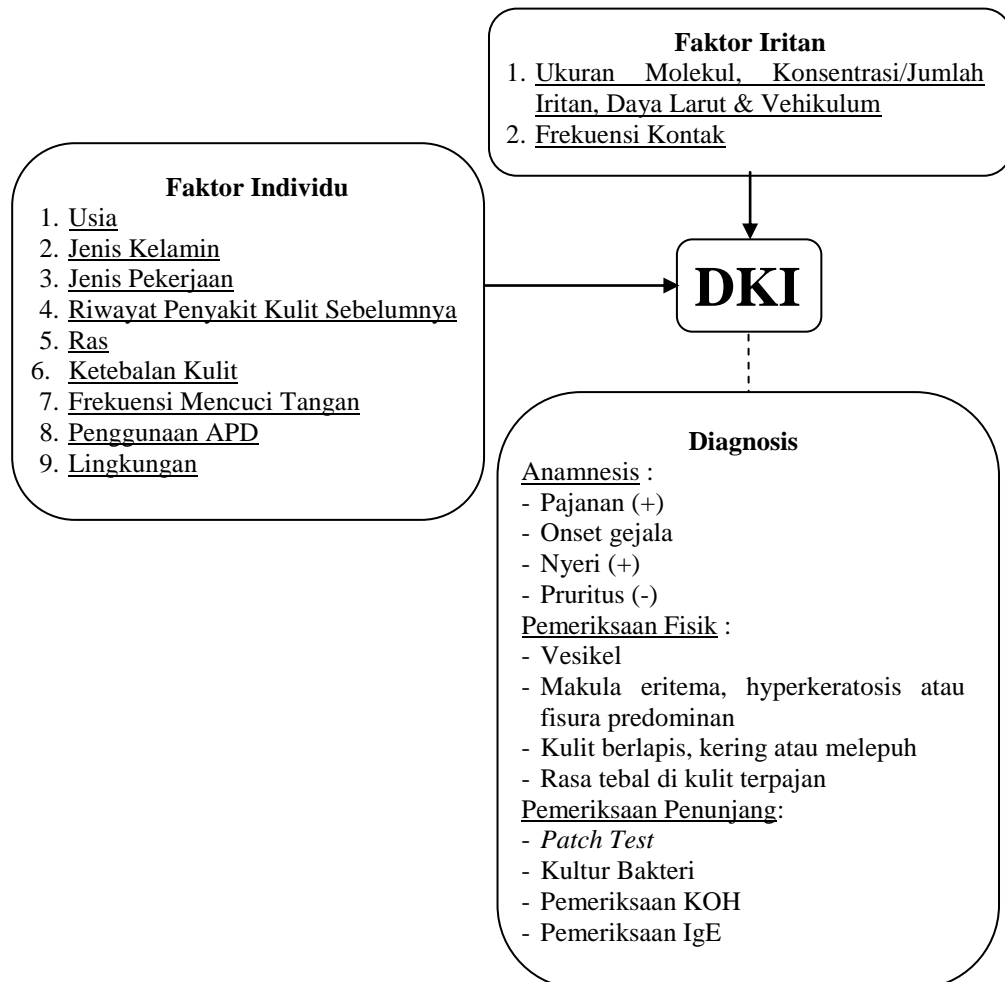 Faktor Iritan
1. Ukuran Molekul, Konsentrasi/Jumlah
Iritan, Daya Larut & Vehikulum
2. Frekuensi Kontak
Faktor Individu
1. Usia
2. Jenis Kelamin
3. Jenis Pekerjaan
4. Riwayat Penyakit Kulit Sebelumnya
5. Ras
6. Ketebalan Kulit
7. Frekuensi Mencuci Tangan
8. Penggunaan APD
9. Lingkungan
DKI
Diagnosis
Anamnesis :
- Pajanan (+)
- Onset gejala
- Nyeri (+)
- Pruritus (-)
Pemeriksaan Fisik :
- Vesikel
- Makula eritema, hyperkeratosis atau
fisura predominan
- Kulit berlapis, kering atau melepuh
- Rasa tebal di kulit terpajan
Pemeriksaan Penunjang:
- Patch Test
- Kultur Bakteri
- Pemeriksaan KOH
- Pemeriksaan IgE